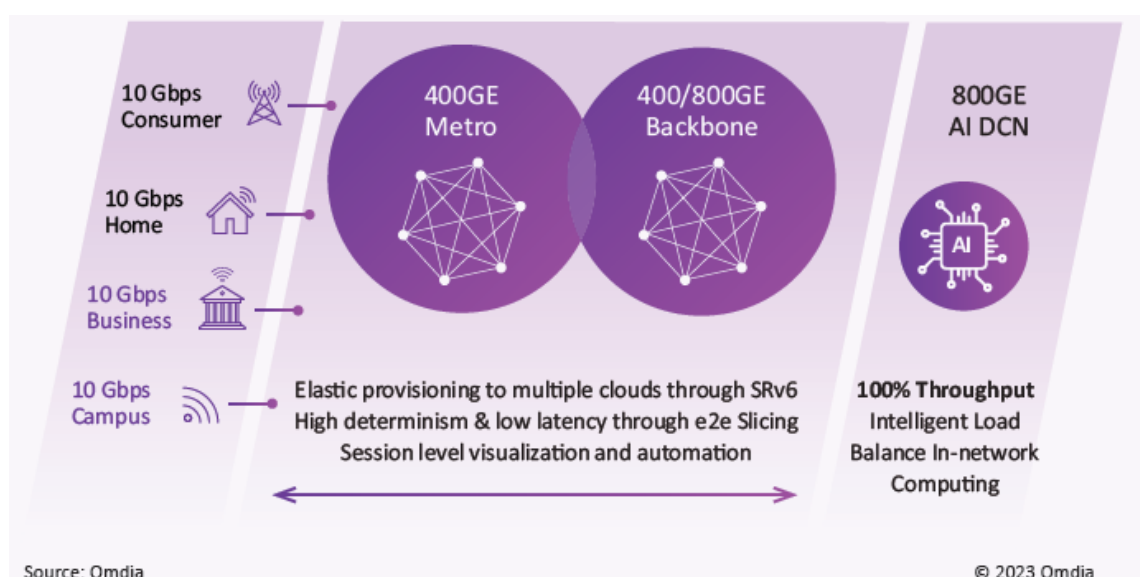 10 Gbps
Consumer
10 Gbps
Home
10 Gbps
Business
10 Gbps
Campus
400GE
Metro
400/800GE
Backbone
Elastic provisioning to multiple clouds through SRv6
High determinism & low latency through e2e Slicing
Session level visualization and automation
800GE
AI DCN
AI
100% Throughput
Intelligent Load
Balance In-network
Computing
Source: Omdia
© 2023 Omdia